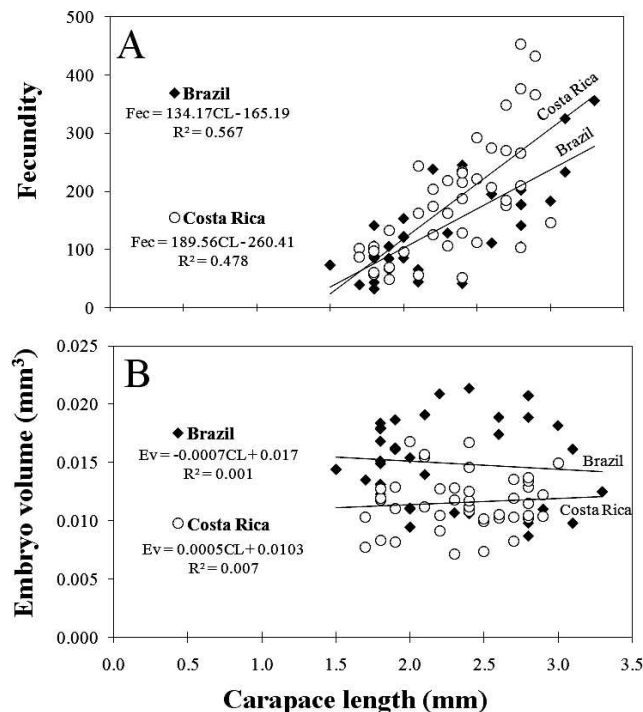 A
500
400
300
200
100
0
Fecundity
Brazil
Fec = 134.17CL - 165.19
R² = 0.567
Costa Rica
Fec = 189.56CL - 260.41
R² = 0.478
Costa Rica
Brazil
B
0.025
0.020
0.015
0.010
0.005
0.000
Embryo volume (mm³)
Brazil
Ev = -0.0007CL + 0.017
R² = 0.001
Costa Rica
Ev = 0.0005CL + 0.0103
R² = 0.007
Brazil
Costa Rica
0.0 0.5 1.0 1.5 2.0 2.5 3.0 3.5
Carapace length (mm)